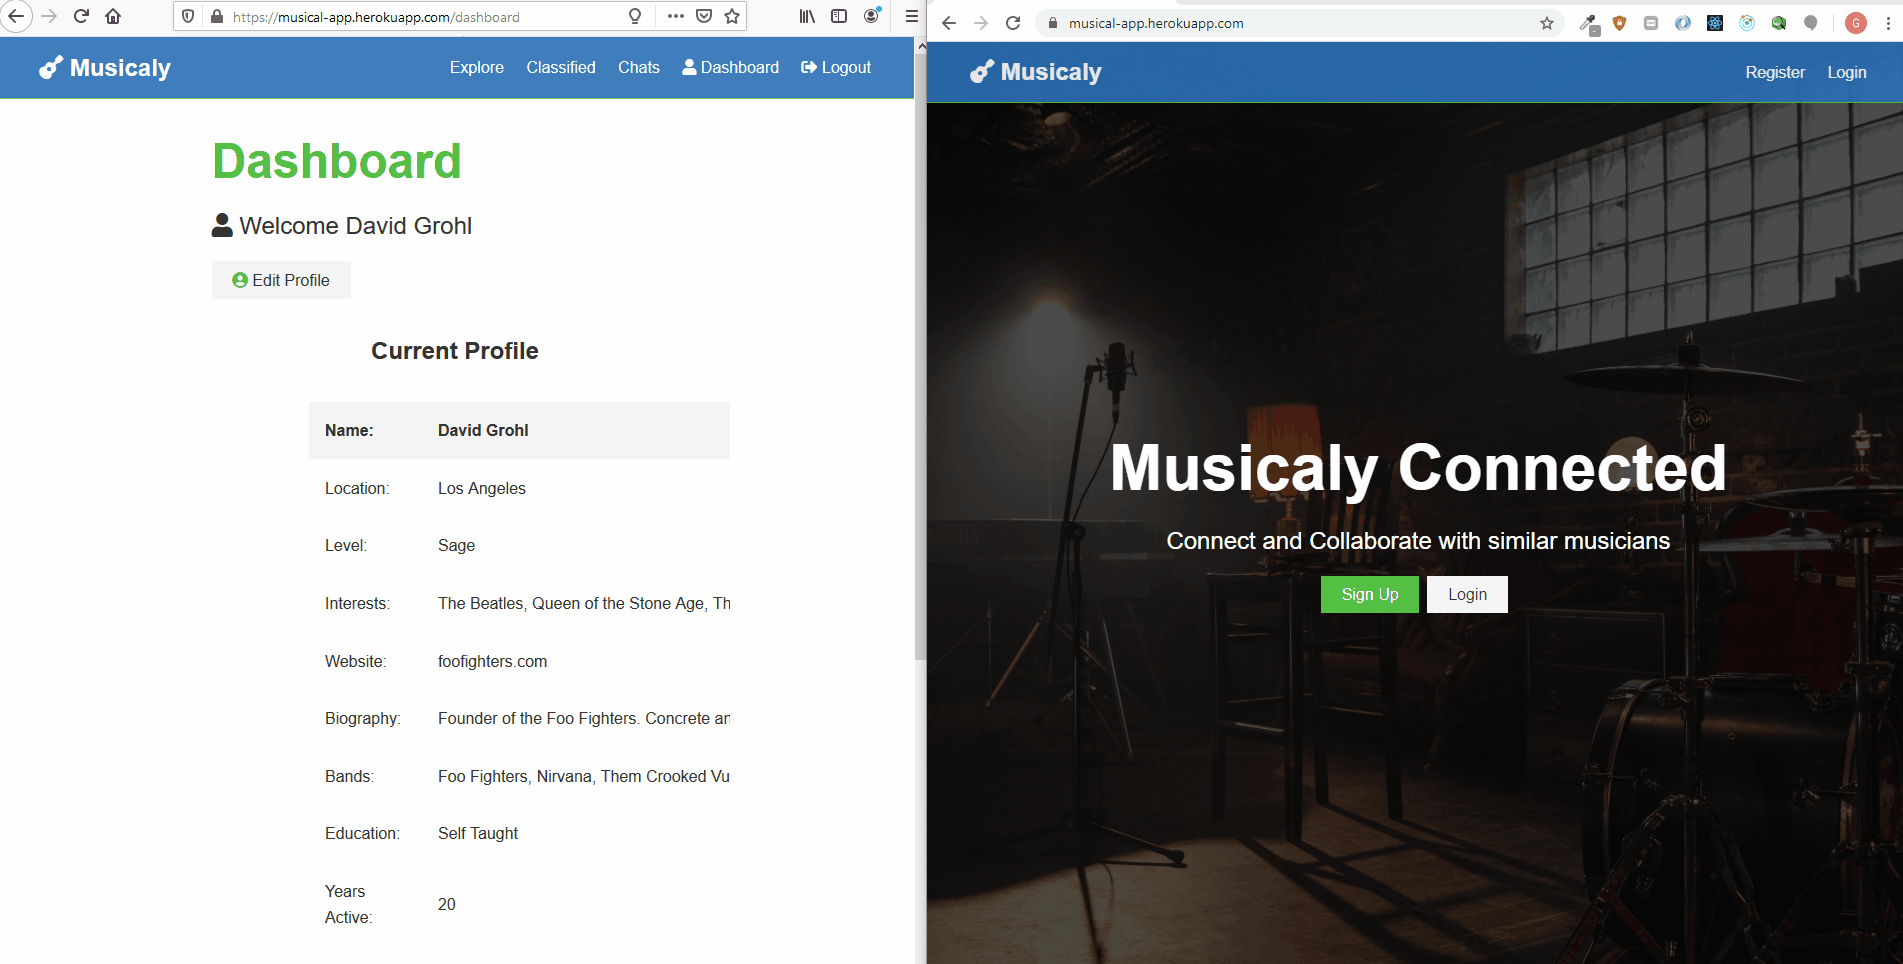 https://musical-app.herokuapp.com/dashboard
Musicaly
Explore
Classified
Chats
Dashboard
Logout
Dashboard
Welcome David Grohl
Edit Profile
Current Profile
Name: David Grohl
Location: Los Angeles
Level: Sage
Interests: The Beatles, Queen of the Stone Age, Th
Website: foofighters.com
Biography: Founder of the Foo Fighters. Concrete an
Bands: Foo Fighters, Nirvana, Them Crooked Vu
Education: Self Taught
Years
Active: 20
musical-app.herokuapp.com
G
Musicaly
Register
Login
YAMAHA
Musicaly Connected
Connect and Collaborate with similar musicians
Sign Up
Login